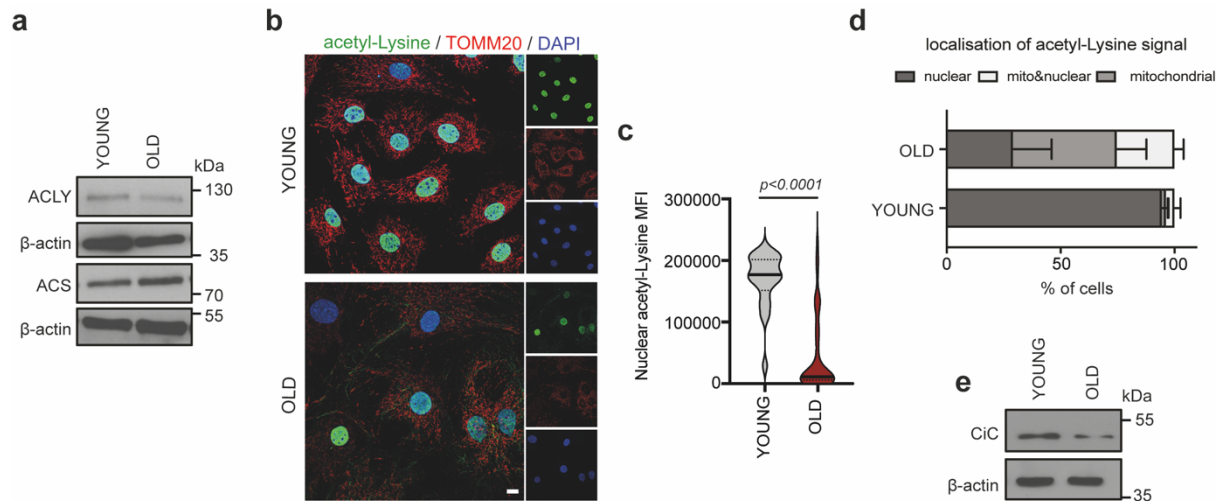 a
YOUNG
OLD
kDa
ACLY
130
β-actin
35
ACS
70
β-actin
55
b
acetyl-Lysine / TOMM20 / DAPI
YOUNG
OLD
c
Nuclear acetyl-Lysine MFI
p<0.0001
300000
200000
100000
0
YOUNG
OLD
d
localisation of acetyl-Lysine signal
nuclear mito&nuclear mitochondrial
OLD
YOUNG
0 50 100
% of cells
e
YOUNG
OLD
kDa
CiC
55
β-actin
35